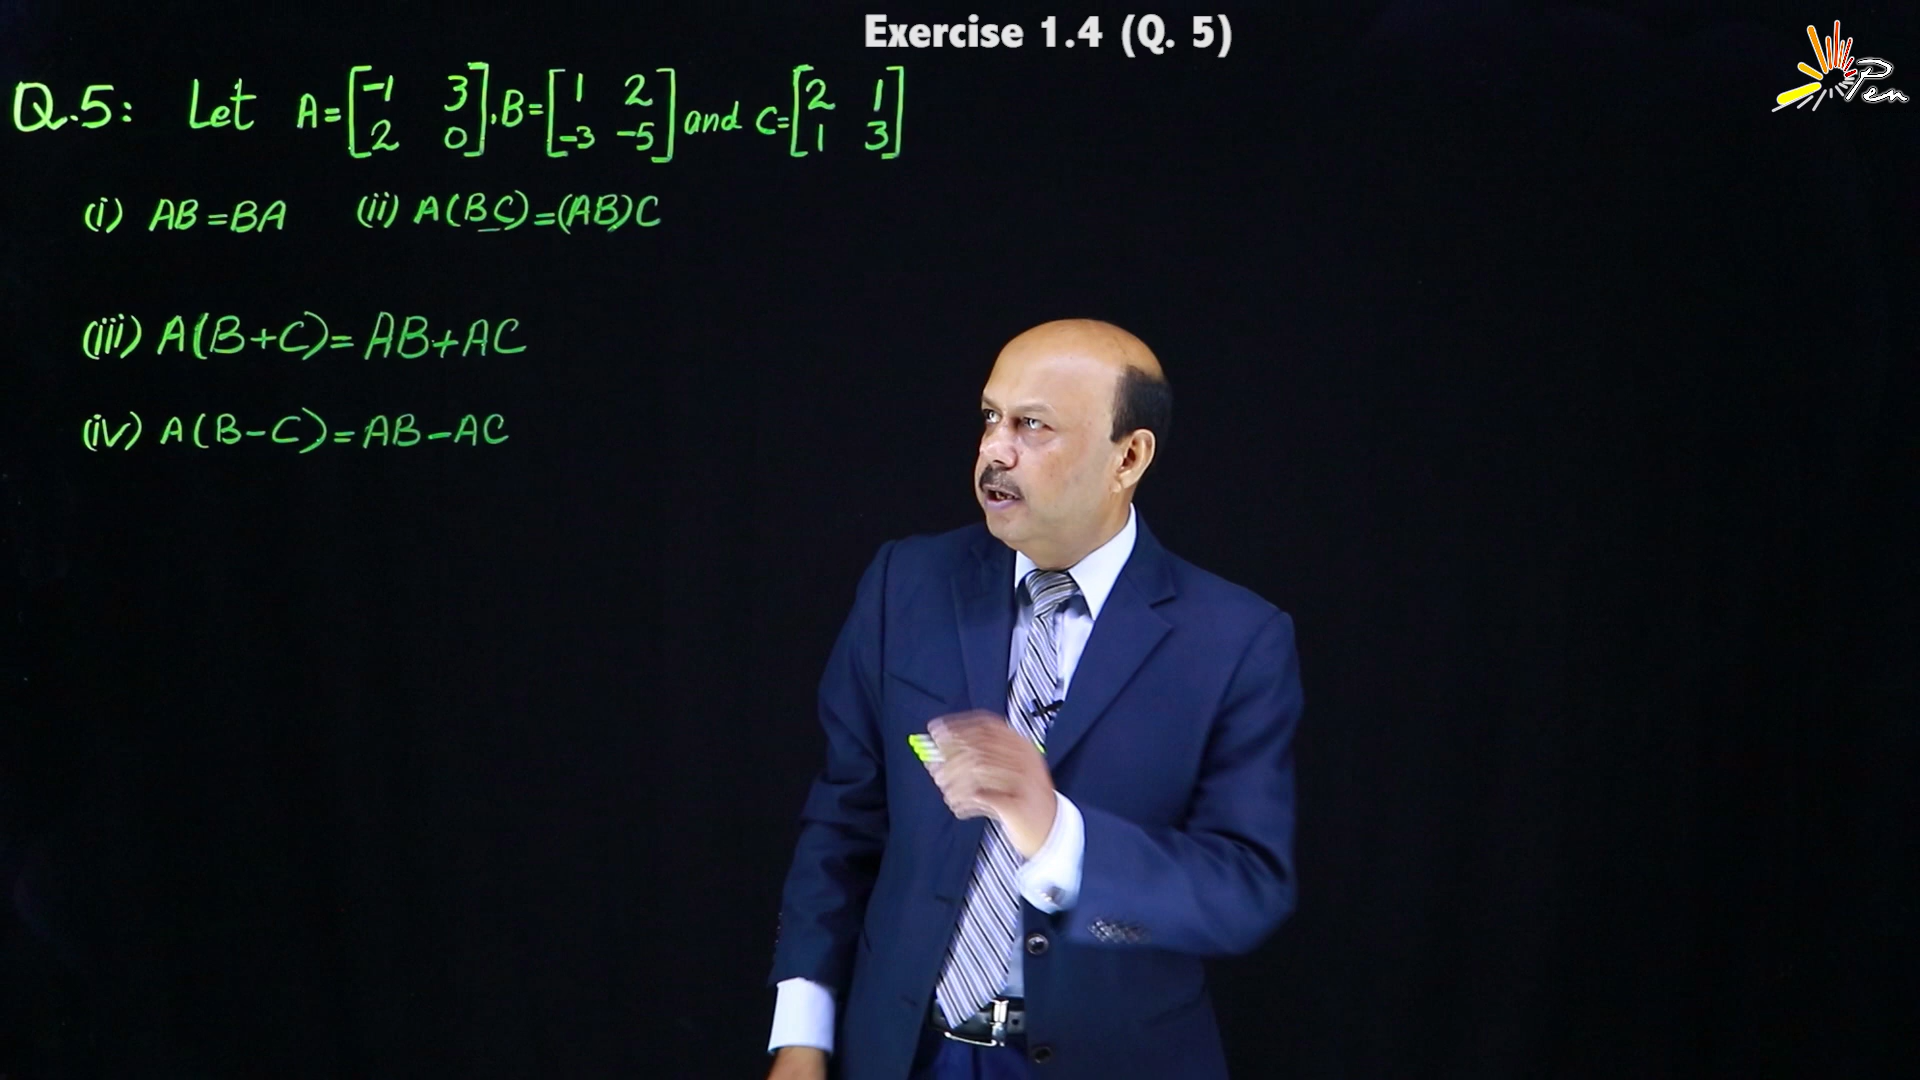 Exercise 1.4 (Q. 5)
Pen
Q.5: Let A=[-1 3; 2 0], B=[1 2; -3 -5] and C=[2 1; 1 3]
(i) AB=BA (ii) A(BC)=(AB)C
(iii) A(B+C)=AB+AC
(iv) A(B-C)=AB-AC